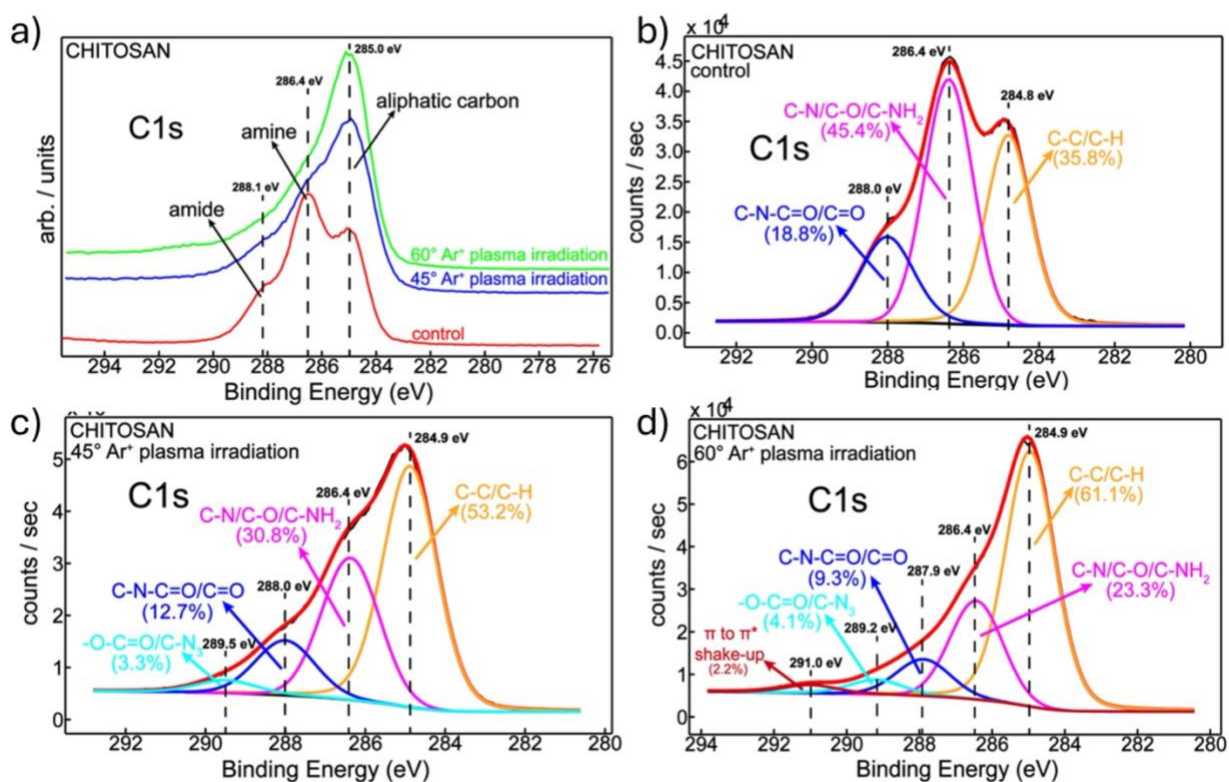 a)
CHITOSAN
C1s
285.0 eV
286.4 eV
aliphatic carbon
amine
288.1 eV
amide
60° Ar⁺ plasma irradiation
45° Ar⁺ plasma irradiation
control
arb. / units
294 292 290 288 286 284 282 280 278 276
Binding Energy (eV)
b)
x 10⁴
CHITOSAN
control
286.4 eV
284.8 eV
C-N/C-O/C-NH₂
(45.4%)
C1s
C-C/C-H
(35.8%)
288.0 eV
C-N-C=O/C=O
(18.8%)
counts / sec
4.5
4.0
3.5
3.0
2.5
2.0
1.5
1.0
0.5
0.0
292 290 288 286 284 282 280
Binding Energy (eV)
c)
CHITOSAN
45° Ar⁺ plasma irradiation
284.9 eV
C1s
286.4 eV
C-C/C-H
(53.2%)
C-N/C-O/C-NH₂
(30.8%)
288.0 eV
C-N-C=O/C=O
(12.7%)
289.5 eV
-O-C=O/C-N₃
(3.3%)
counts / sec
5
4
3
2
1
0
292 290 288 286 284 282 280
Binding Energy (eV)
d)
x 10⁴
CHITOSAN
60° Ar⁺ plasma irradiation
284.9 eV
C1s
C-C/C-H
(61.1%)
286.4 eV
C-N-C=O/C=O
(9.3%)
287.9 eV
C-N/C-O/C-NH₂
(23.3%)
-O-C=O/C-N₃
(4.1%)
289.2 eV
π to π*
shake-up
(2.2%)
291.0 eV
counts / sec
6
5
4
3
2
1
0
294 292 290 288 286 284 282 280
Binding Energy (eV)